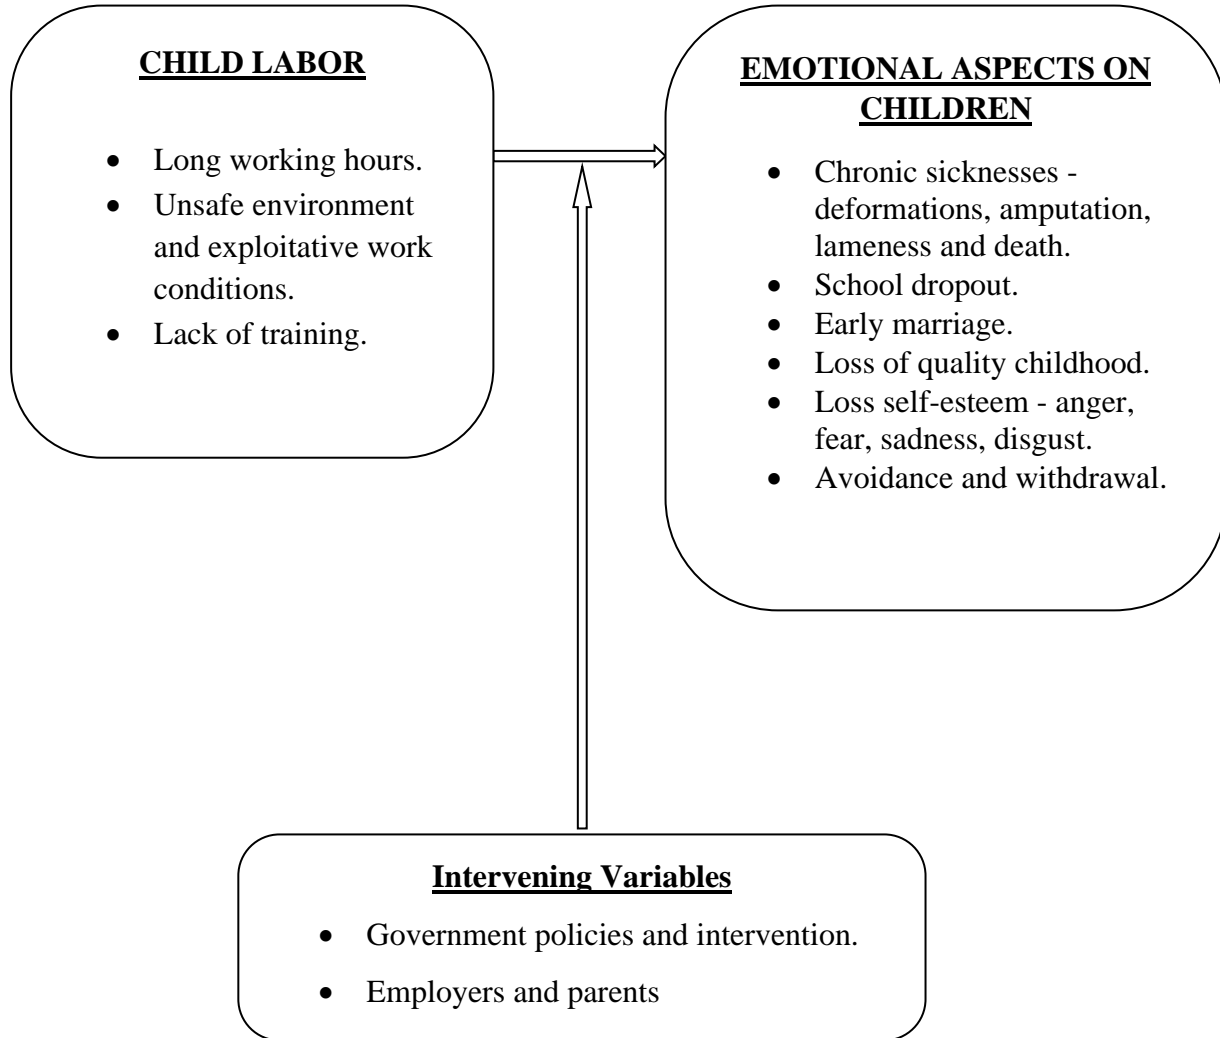 CHILD LABOR
• Long working hours.
• Unsafe environment
and exploitative work
conditions.
• Lack of training.
EMOTIONAL ASPECTS ON
CHILDREN
• Chronic sicknesses -
deformations, amputation,
lameness and death.
• School dropout.
• Early marriage.
• Loss of quality childhood.
• Loss self-esteem - anger,
fear, sadness, disgust.
• Avoidance and withdrawal.
Intervening Variables
• Government policies and intervention.
• Employers and parents